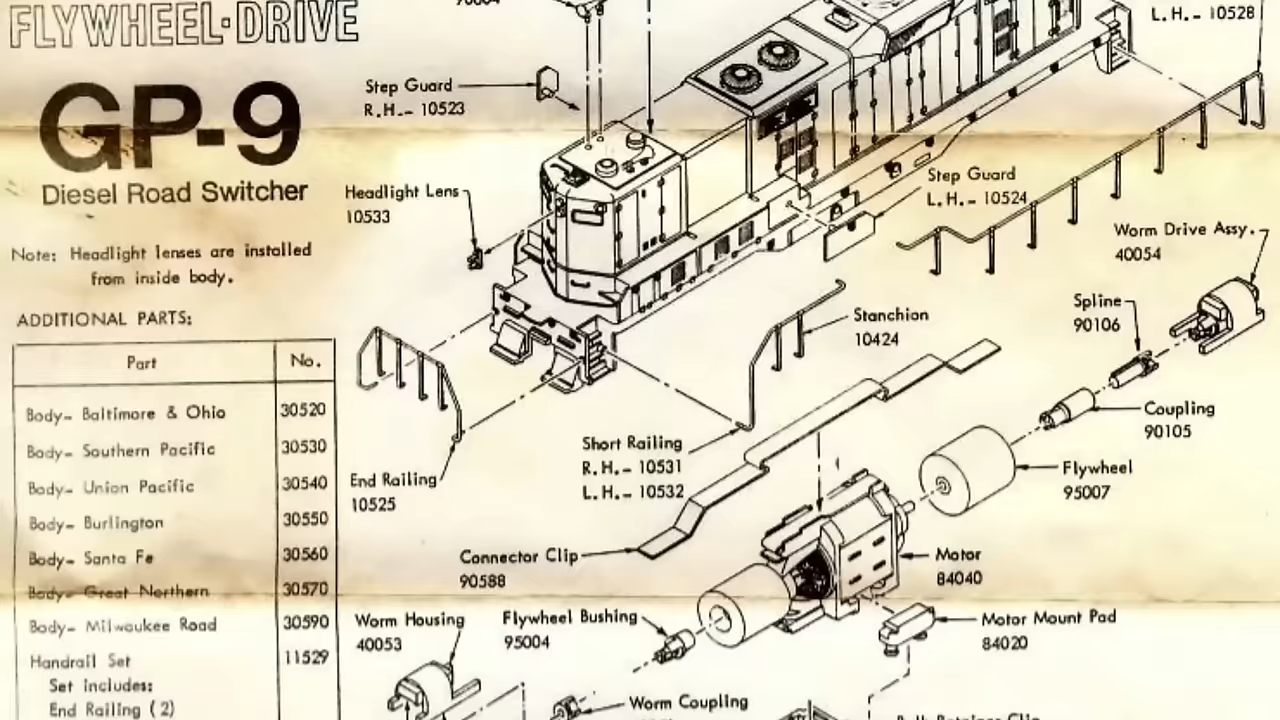 FLYWHEEL-DRIVE
GP-9
Diesel Road Switcher
Note: Headlight lenses are installed
from inside body.
ADDITIONAL PARTS:
Part No.
Body- Baltimore & Ohio 30520
Body- Southern Pacific 30530
Body- Union Pacific 30540
Body- Burlington 30550
Body- Santa Fe 30560
Body- Great Northern 30570
Body- Milwaukee Road 30590
Handrail Set 11529
Set includes:
End Railing (2)
L.H.- 10528
Step Guard
R.H.- 10523
Headlight Lens
10533
Step Guard
L.H.- 10524
Worm Drive Assy.
40054
Stanchion
10424
Spline
90106
Coupling
90105
Short Railing
R.H.- 10531
L.H.- 10532
End Railing
10525
Flywheel
95007
Connector Clip
90588
Motor
84040
Worm Housing
40053
Flywheel Bushing
95004
Motor Mount Pad
84020
Worm Coupling